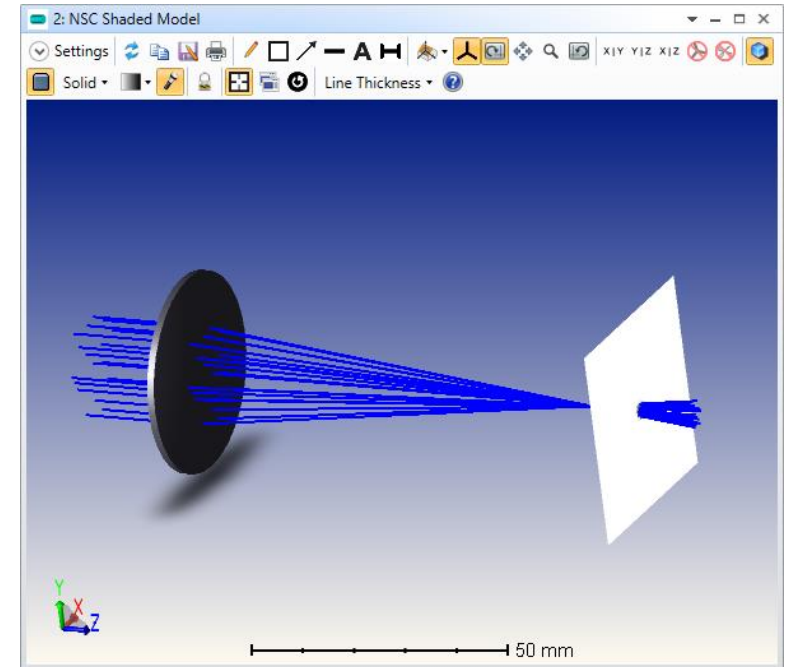 2: NSC Shaded Model
Settings A X|Y Y|Z X|Z
Solid Line Thickness
Y
X
Z
50 mm